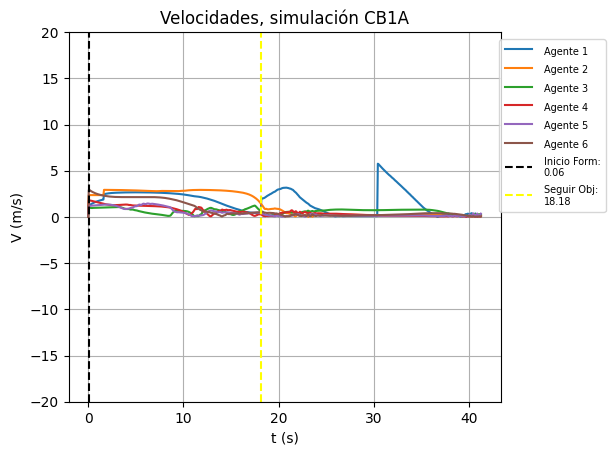 Velocidades, simulación CB1A
20
15
10
5
0
−5
−10
−15
−20
V (m/s)
0
10
20
30
40
t (s)
Agente 1
Agente 2
Agente 3
Agente 4
Agente 5
Agente 6
Inicio Form:
0.06
Seguir Obj:
18.18